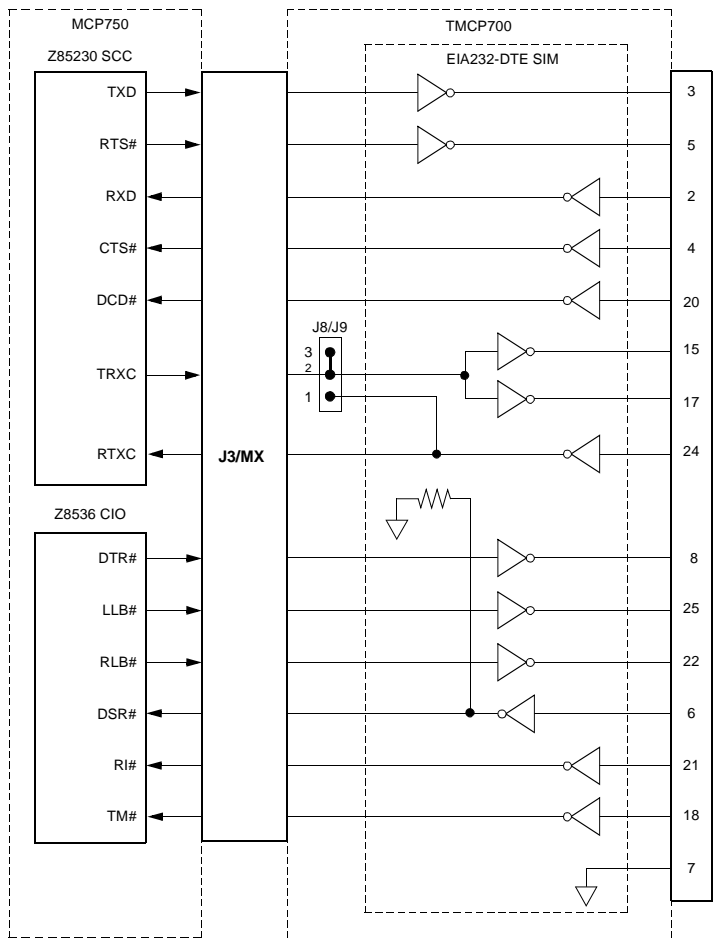 MCP750
TMCP700
Z85230 SCC
EIA232-DTE SIM
TXD
3
RTS#
5
RXD
2
CTS#
4
DCD#
20
J8/J9
3
15
TRXC
2
1
17
RTXC
J3/MX
24
Z8536 CIO
DTR#
8
LLB#
25
RLB#
22
DSR#
6
RI#
21
TM#
18
7